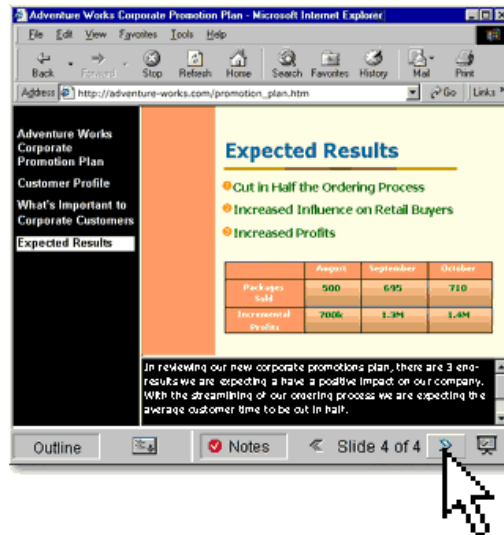 Adventure Works Corporate Promotion Plan - Microsoft Internet Explorer
File Edit View Favorites Tools Help
Back Forward Stop Refresh Home Search Favorites History Mail Print
Address http://adventure-works.com/promotion_plan.htm Go Links
Adventure Works
Corporate
Promotion Plan
Customer Profile
What's Important to
Corporate Customers
Expected Results
Expected Results
Cut in Half the Ordering Process
Increased Influence on Retail Buyers
Increased Profits
August September October
Packages Sold 500 695 710
Incremental Profits 700k 1.3M 1.4M
In reviewing our new corporate promotions plan, there are 3 end-
results we are expecting a have a positive impact on our company.
With the streamlining of our ordering process we are expecting the
average customer time to be cut in half.
Outline Notes Slide 4 of 4